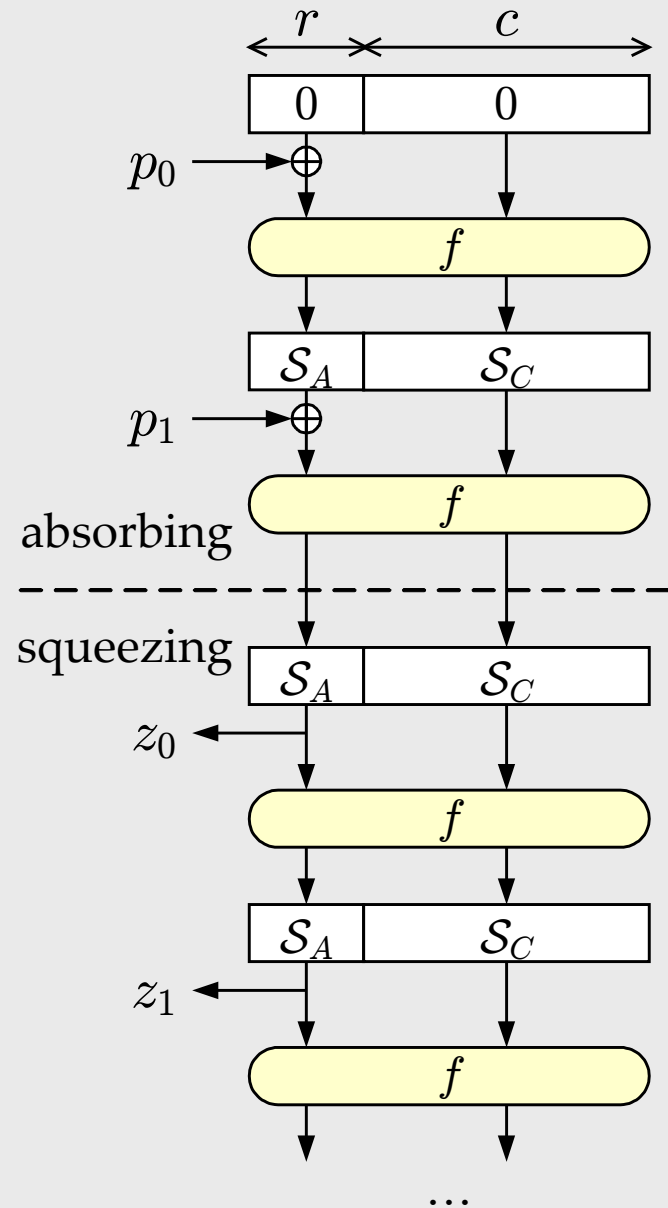 r c
0 0
p₀
f
𝒮_A 𝒮_C
p₁
f
absorbing
squeezing
𝒮_A 𝒮_C
z₀
f
𝒮_A 𝒮_C
z₁
f
...